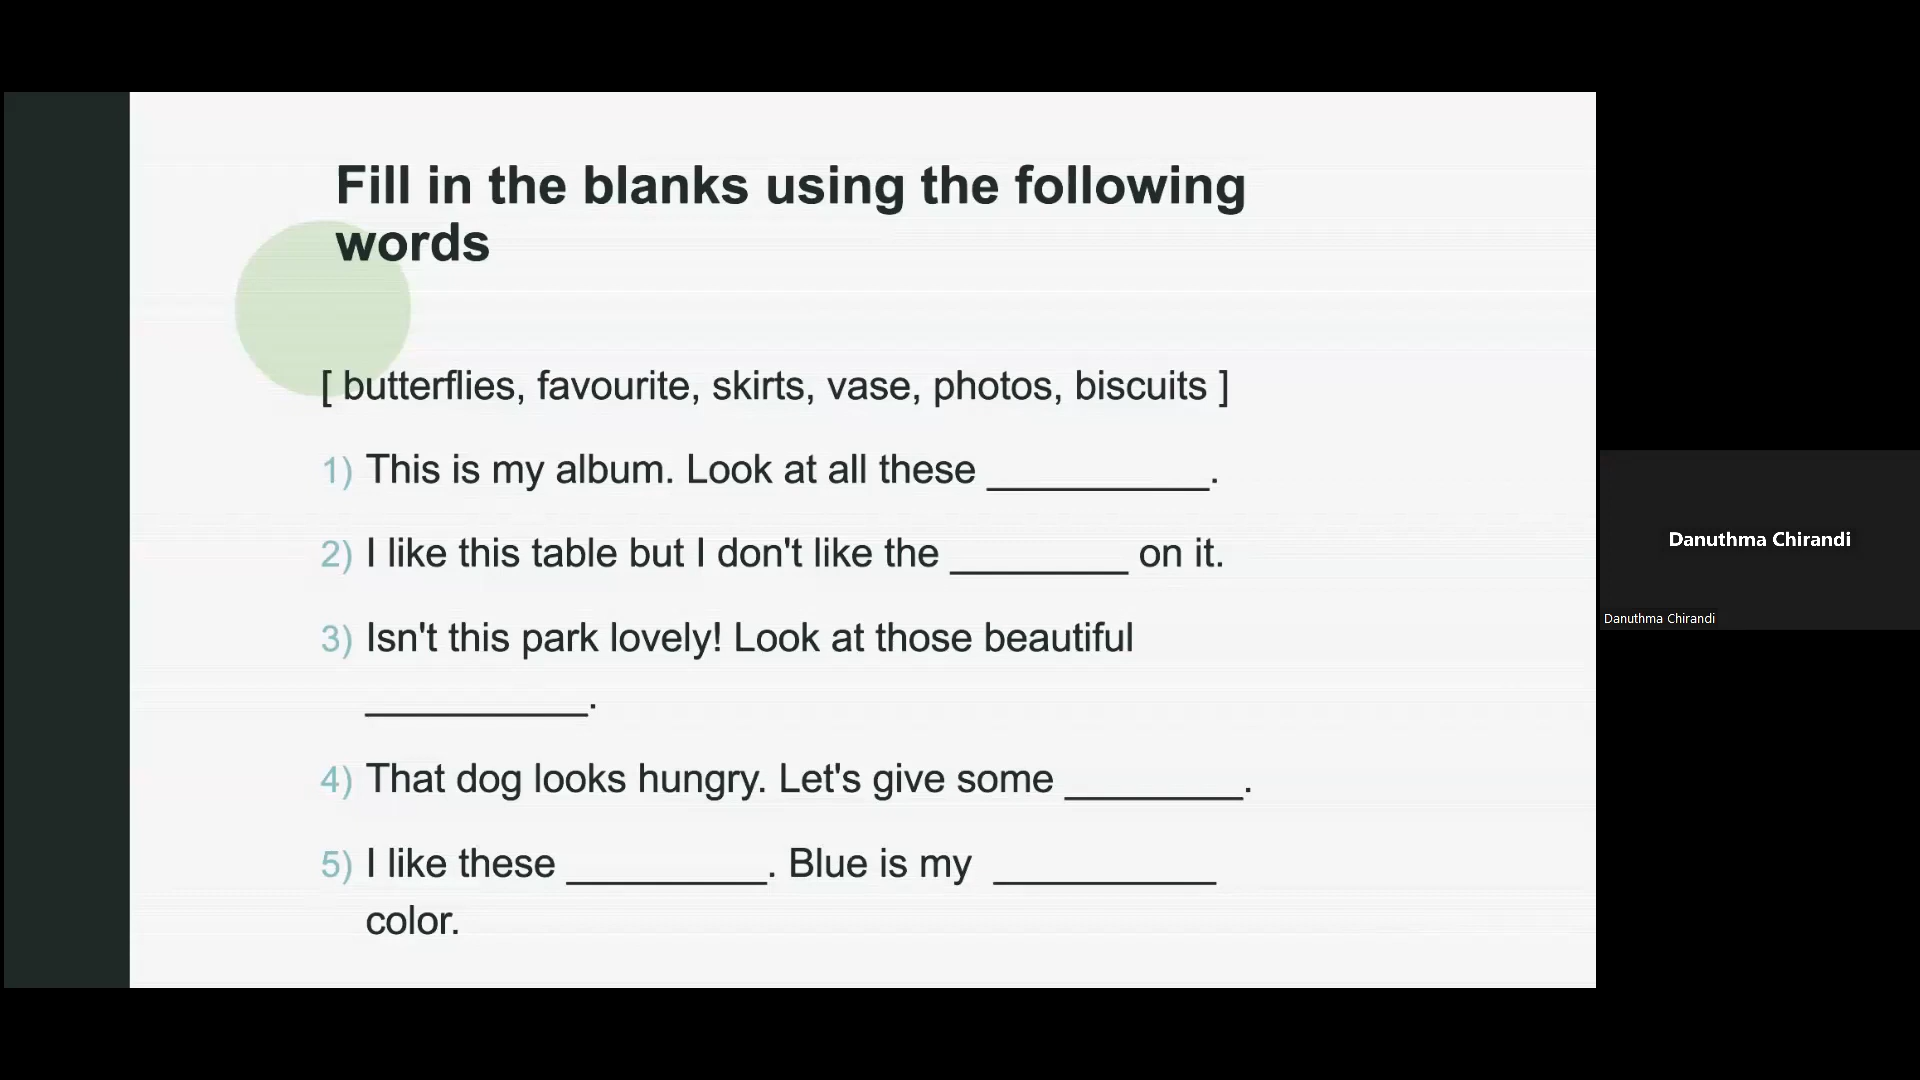 Fill in the blanks using the following
words
[ butterflies, favourite, skirts, vase, photos, biscuits ]
1) This is my album. Look at all these __________.
2) I like this table but I don't like the ________ on it.
3) Isn't this park lovely! Look at those beautiful
__________.
4) That dog looks hungry. Let's give some ________.
5) I like these _________. Blue is my __________
color.
Danuthma Chirandi
Danuthma Chirandi